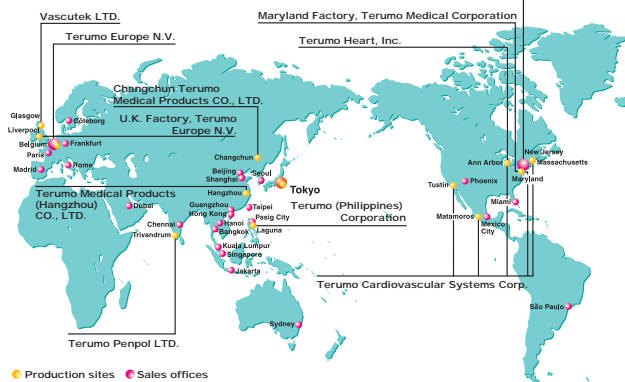 Vascutek LTD.
Maryland Factory, Terumo Medical Corporation
Terumo Europe N.V.
Terumo Heart, Inc.
Changchun Terumo
Medical Products CO., LTD.
U.K. Factory, Terumo
Europe N.V.
Glasgow
Liverpool
Belgium
Paris
Madrid
Göteborg
Frankfurt
Rome
Changchun
Beijing
Shanghai
Seoul
Hangzhou
Tokyo
Terumo Medical Products
(Hangzhou)
CO., LTD.
Dubai
Chennai
Trivandrum
Guangzhou
Hong Kong
Taipei
Hanoi
Bangkok
Pasig City
Laguna
Terumo (Philippines)
Corporation
Kuala Lumpur
Singapore
Jakarta
Sydney
New Jersey
Ann Arbor
Massachusetts
Maryland
Tustin
Phoenix
Miami
Matamoros
Mexico
City
Terumo Cardiovascular Systems Corp.
São Paulo
Terumo Penpol LTD.
Production sites
Sales offices